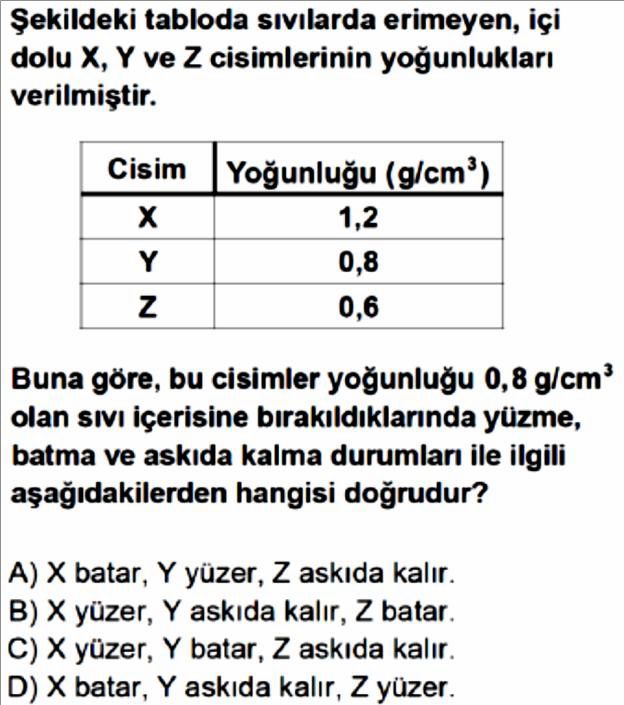 Şekildeki tabloda sıvılarda erimeyen, içi
dolu X, Y ve Z cisimlerinin yoğunlukları
verilmiştir.
Cisim Yoğunluğu (g/cm³)
X 1,2
Y 0,8
Z 0,6
Buna göre, bu cisimler yoğunluğu 0,8 g/cm³
olan sıvı içerisine bırakıldıklarında yüzme,
batma ve askıda kalma durumları ile ilgili
aşağıdakilerden hangisi doğrudur?
A) X batar, Y yüzer, Z askıda kalır.
B) X yüzer, Y askıda kalır, Z batar.
C) X yüzer, Y batar, Z askıda kalır.
D) X batar, Y askıda kalır, Z yüzer.